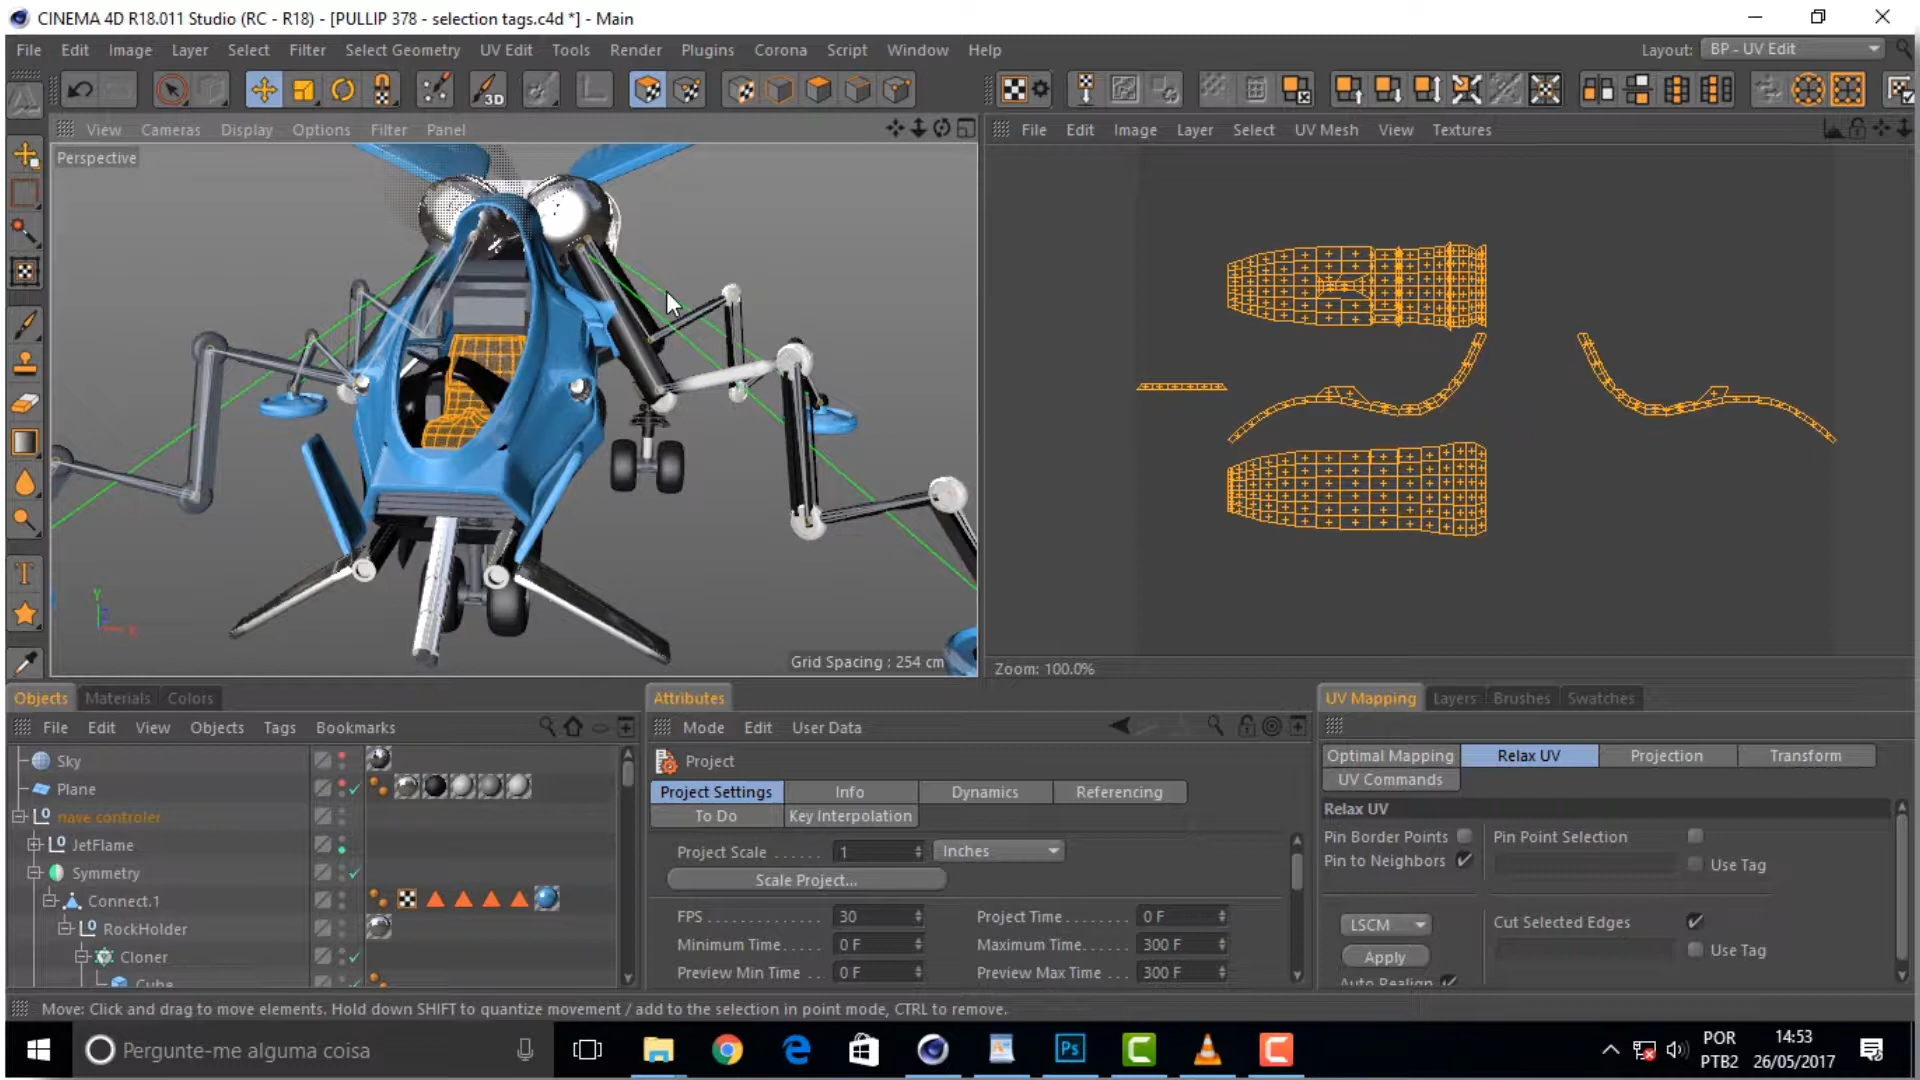 CINEMA 4D R18.011 Studio (RC - R18) - [PULLIP 378 - selection tags.c4d *] - Main
File Edit Image Layer Select Filter Select Geometry UV Edit Tools Render Plugins Corona Script Window Help Layout: BP - UV Edit
3D
View Cameras Display Options Filter Panel
File Edit Image Layer Select UV Mesh View Textures
Perspective
Y
X
Grid Spacing : 254 cm
Zoom: 100.0%
Objects Materials Colors
File Edit View Objects Tags Bookmarks
Sky
Plane
nave controler
JetFlame
Symmetry
Connect.1
RockHolder
Cloner
Cube
Attributes
Mode Edit User Data
Project
Project Settings Info Dynamics Referencing
To Do Key Interpolation
Project Scale ...... 1 Inches
Scale Project...
FPS 30 Project Time 0 F
Minimum Time 0 F Maximum Time 300 F
Preview Min Time 0 F Preview Max Time 300 F
UV Mapping Layers Brushes Swatches
Optimal Mapping Relax UV Projection Transform
UV Commands
Relax UV
Pin Border Points Pin Point Selection
Pin to Neighbors Use Tag
LSCM Cut Selected Edges
Apply Use Tag
Auto Realign
Move: Click and drag to move elements. Hold down SHIFT to quantize movement / add to the selection in point mode, CTRL to remove.
Pergunte-me alguma coisa
Ps
POR
PTB2
14:53
26/05/2017